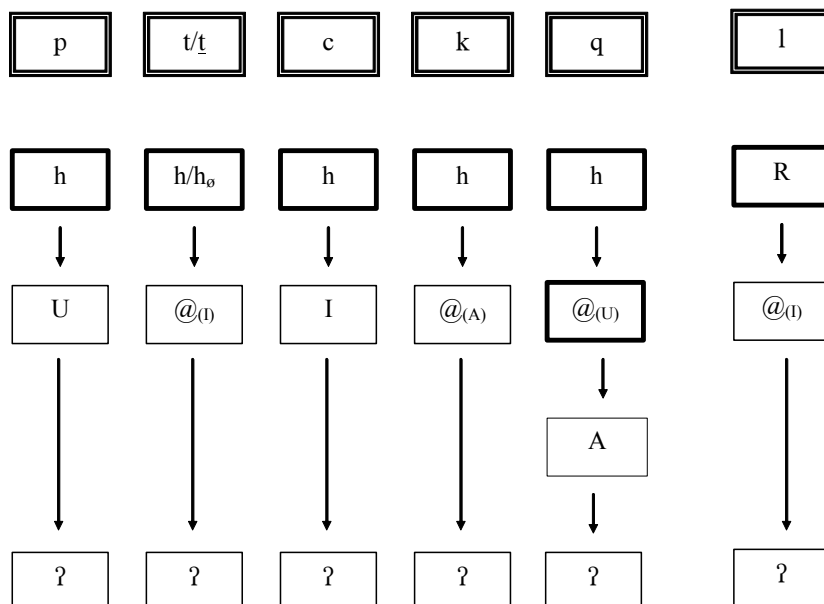 p t/t̲ c k q l
h h/hø h h h R
U @(I) I @(A) @(U) @(I)
A
ʔ ʔ ʔ ʔ ʔ ʔ